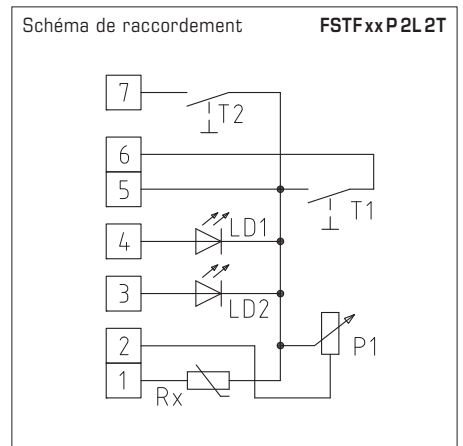 Schéma de raccordement FSTFxxP2L2T
7
T2
6
5
T1
4
LD1
3
LD2
2
P1
1
Rx